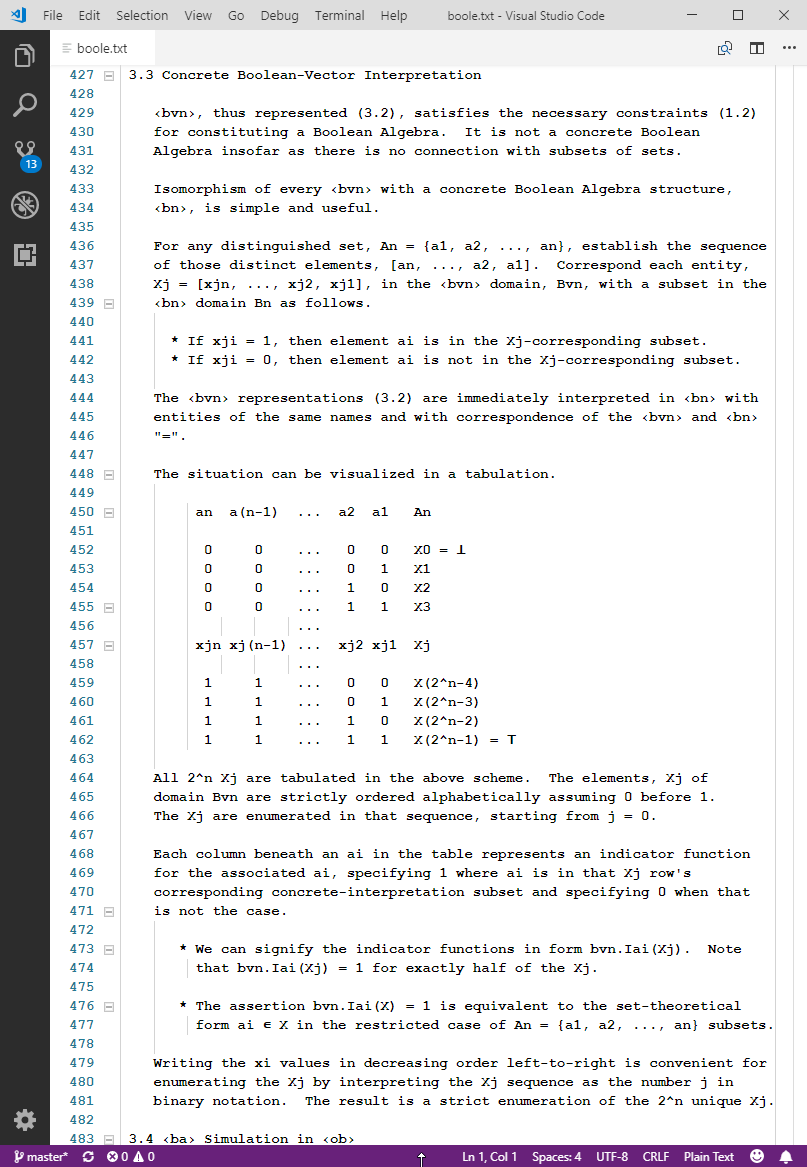 File Edit Selection View Go Debug Terminal Help boole.txt - Visual Studio Code
boole.txt
427 3.3 Concrete Boolean-Vector Interpretation
428
429 ‹bvn›, thus represented (3.2), satisfies the necessary constraints (1.2)
430 for constituting a Boolean Algebra. It is not a concrete Boolean
431 Algebra insofar as there is no connection with subsets of sets.
432
433 Isomorphism of every ‹bvn› with a concrete Boolean Algebra structure,
434 ‹bn›, is simple and useful.
435
436 For any distinguished set, An = {a1, a2, ..., an}, establish the sequence
437 of those distinct elements, [an, ..., a2, a1]. Correspond each entity,
438 Xj = [xjn, ..., xj2, xj1], in the ‹bvn› domain, Bvn, with a subset in the
439 ‹bn› domain Bn as follows.
440
441 * If xji = 1, then element ai is in the Xj-corresponding subset.
442 * If xji = 0, then element ai is not in the Xj-corresponding subset.
443
444 The ‹bvn› representations (3.2) are immediately interpreted in ‹bn› with
445 entities of the same names and with correspondence of the ‹bvn› and ‹bn›
446 "=".
447
448 The situation can be visualized in a tabulation.
449
450 an a(n-1) ... a2 a1 An
451
452 0 0 ... 0 0 X0 = ⊥
453 0 0 ... 0 1 X1
454 0 0 ... 1 0 X2
455 0 0 ... 1 1 X3
456 ...
457 xjn xj(n-1) ... xj2 xj1 Xj
458 ...
459 1 1 ... 0 0 X(2^n-4)
460 1 1 ... 0 1 X(2^n-3)
461 1 1 ... 1 0 X(2^n-2)
462 1 1 ... 1 1 X(2^n-1) = ⊤
463
464 All 2^n Xj are tabulated in the above scheme. The elements, Xj of
465 domain Bvn are strictly ordered alphabetically assuming 0 before 1.
466 The Xj are enumerated in that sequence, starting from j = 0.
467
468 Each column beneath an ai in the table represents an indicator function
469 for the associated ai, specifying 1 where ai is in that Xj row's
470 corresponding concrete-interpretation subset and specifying 0 when that
471 is not the case.
472
473 * We can signify the indicator functions in form bvn.Iai(Xj). Note
474 that bvn.Iai(Xj) = 1 for exactly half of the Xj.
475
476 * The assertion bvn.Iai(X) = 1 is equivalent to the set-theoretical
477 form ai ∊ X in the restricted case of An = {a1, a2, ..., an} subsets.
478
479 Writing the xi values in decreasing order left-to-right is convenient for
480 enumerating the Xj by interpreting the Xj sequence as the number j in
481 binary notation. The result is a strict enumeration of the 2^n unique Xj.
482
483 3.4 ‹ba› Simulation in ‹ob›
13
master* 0 0 Ln 1, Col 1 Spaces: 4 UTF-8 CRLF Plain Text